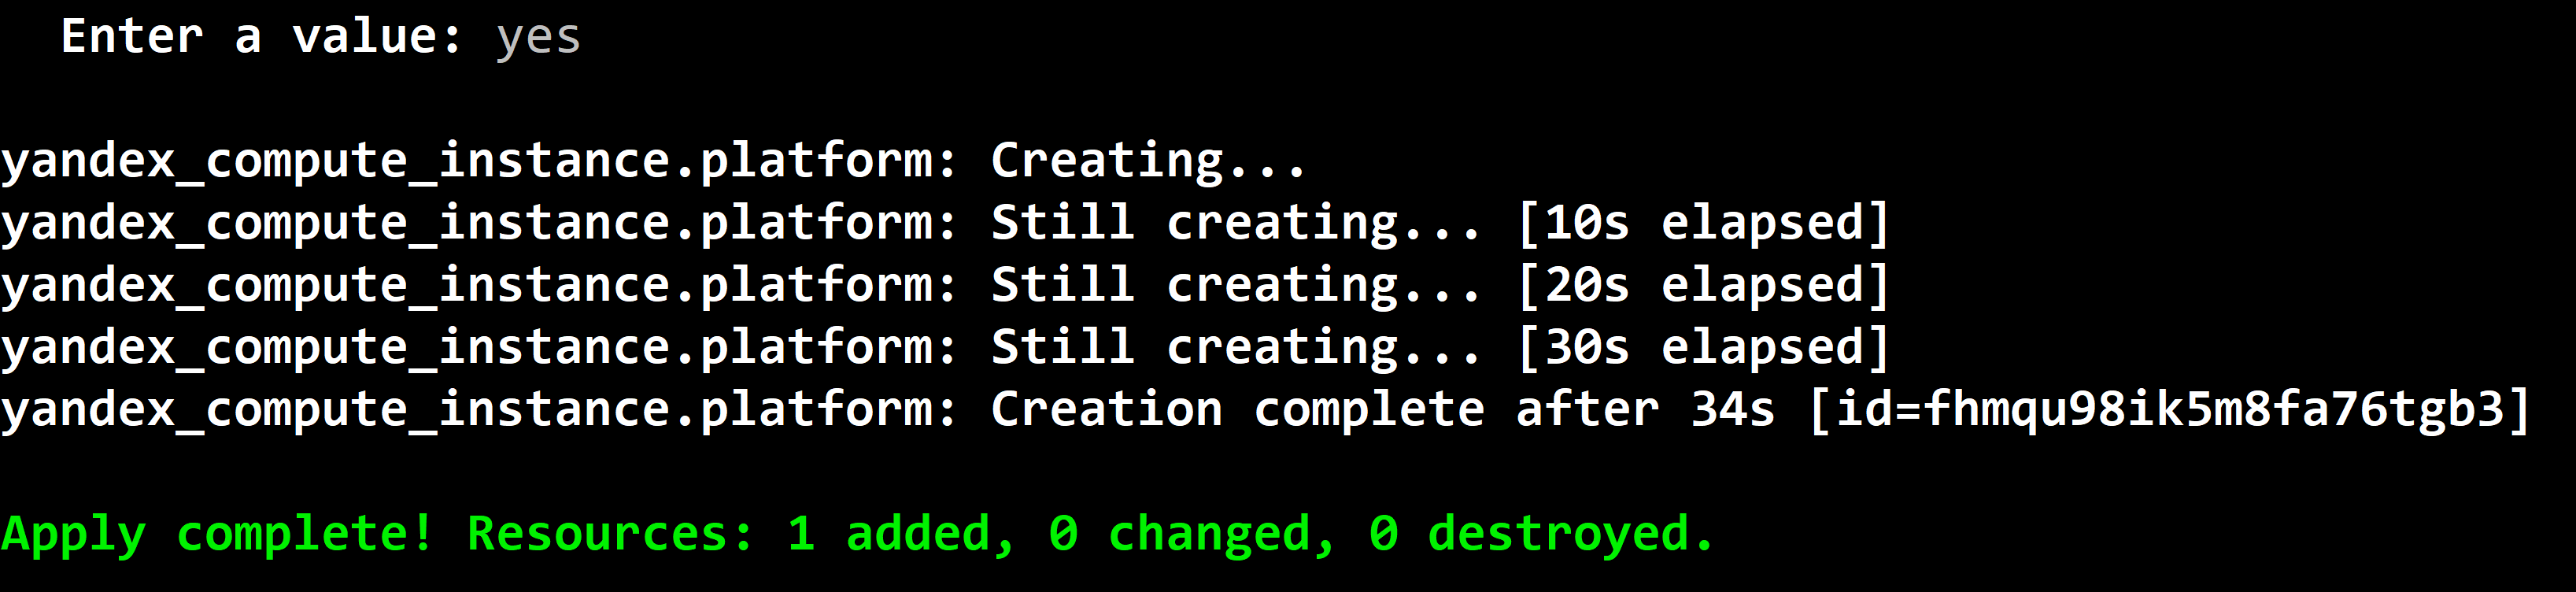 Enter a value: yes
yandex_compute_instance.platform: Creating...
yandex_compute_instance.platform: Still creating... [10s elapsed]
yandex_compute_instance.platform: Still creating... [20s elapsed]
yandex_compute_instance.platform: Still creating... [30s elapsed]
yandex_compute_instance.platform: Creation complete after 34s [id=fhmqu98ik5m8fa76tgb3]
Apply complete! Resources: 1 added, 0 changed, 0 destroyed.